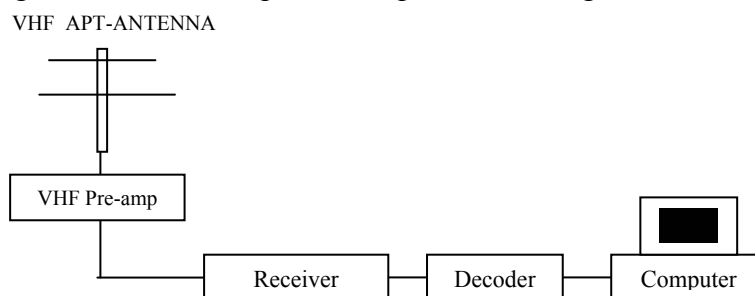 VHF APT-ANTENNA
VHF Pre-amp
Receiver
Decoder
Computer